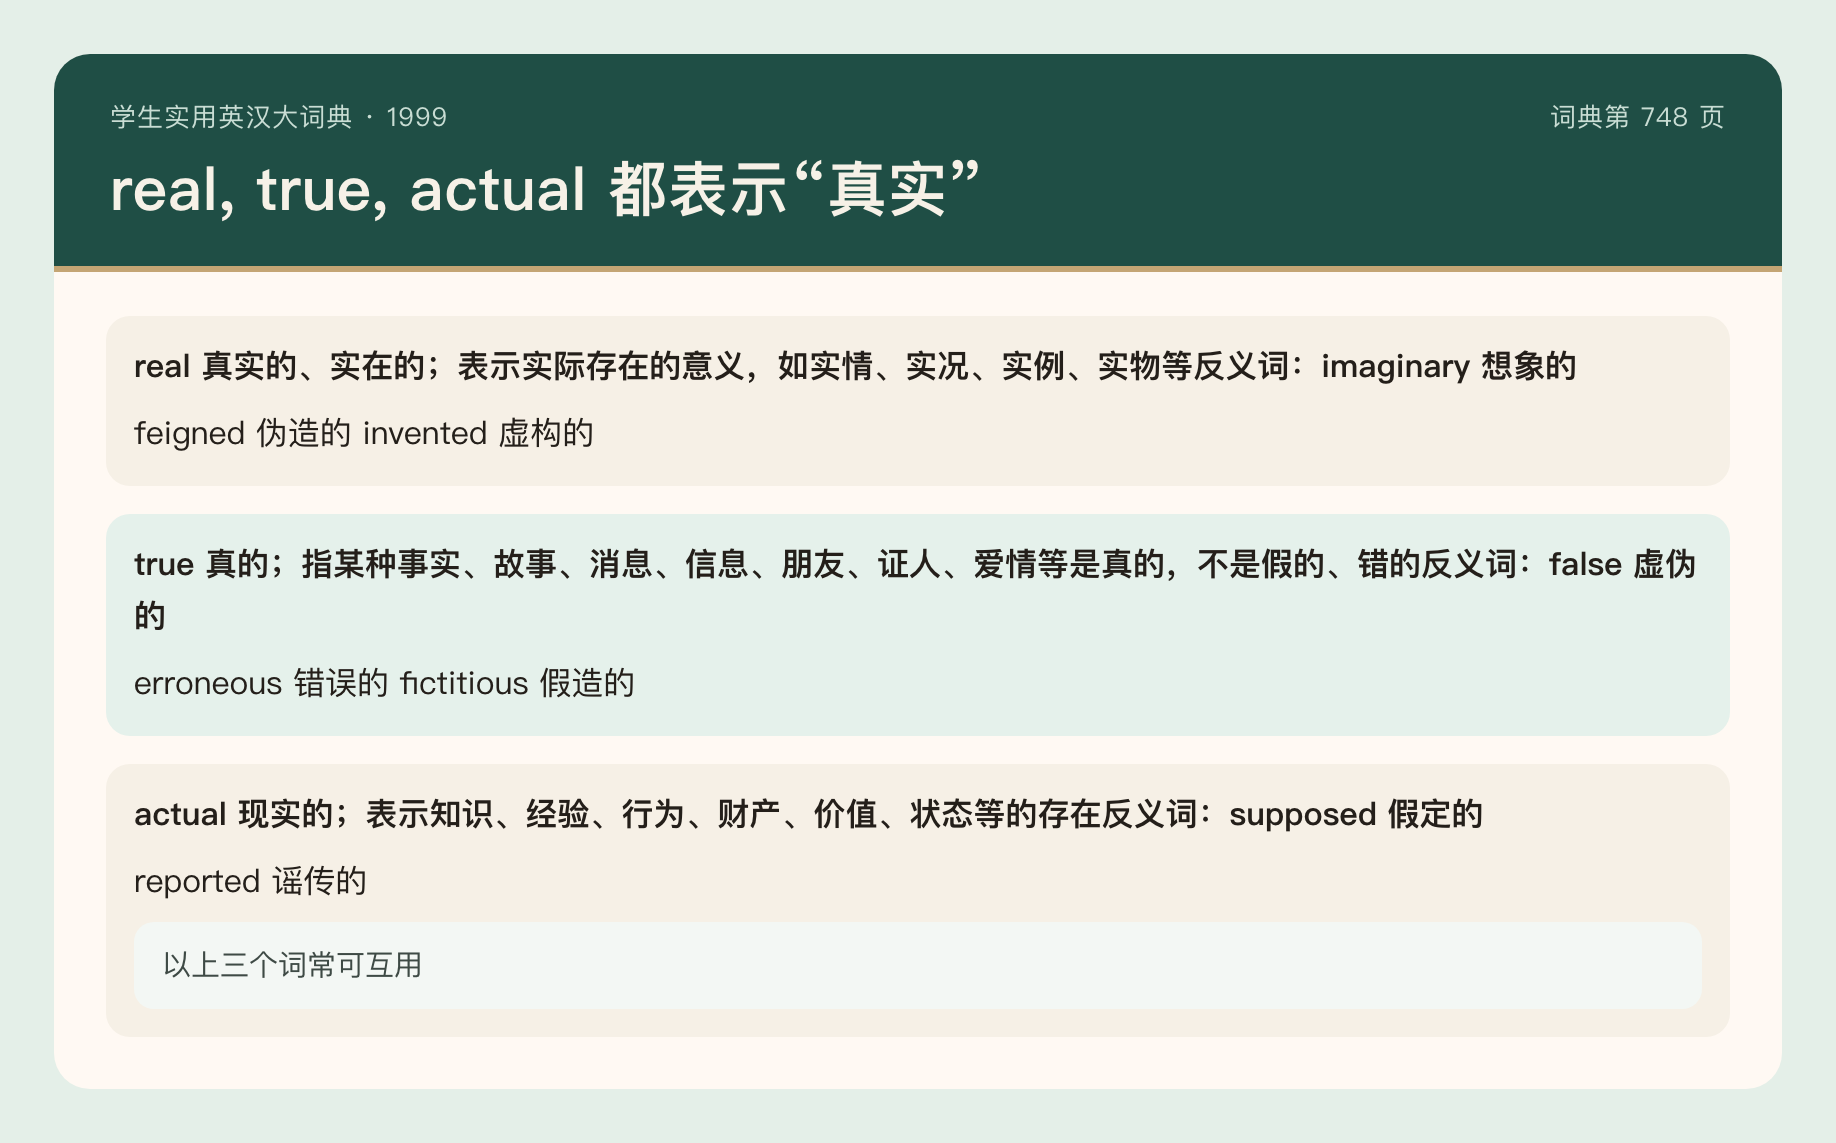 学生实用英汉大词典 · 1999
词典第 748 页
real, true, actual 都表示“真实”
real 真实的、实在的；表示实际存在的意义，如实情、实况、实例、实物等反义词：imaginary 想象的
feigned 伪造的 invented 虚构的
true 真的；指某种事实、故事、消息、信息、朋友、证人、爱情等是真的，不是假的、错的反义词：false 虚伪
的
erroneous 错误的 fictitious 假造的
actual 现实的；表示知识、经验、行为、财产、价值、状态等的存在反义词：supposed 假定的
reported 谣传的
以上三个词常可互用